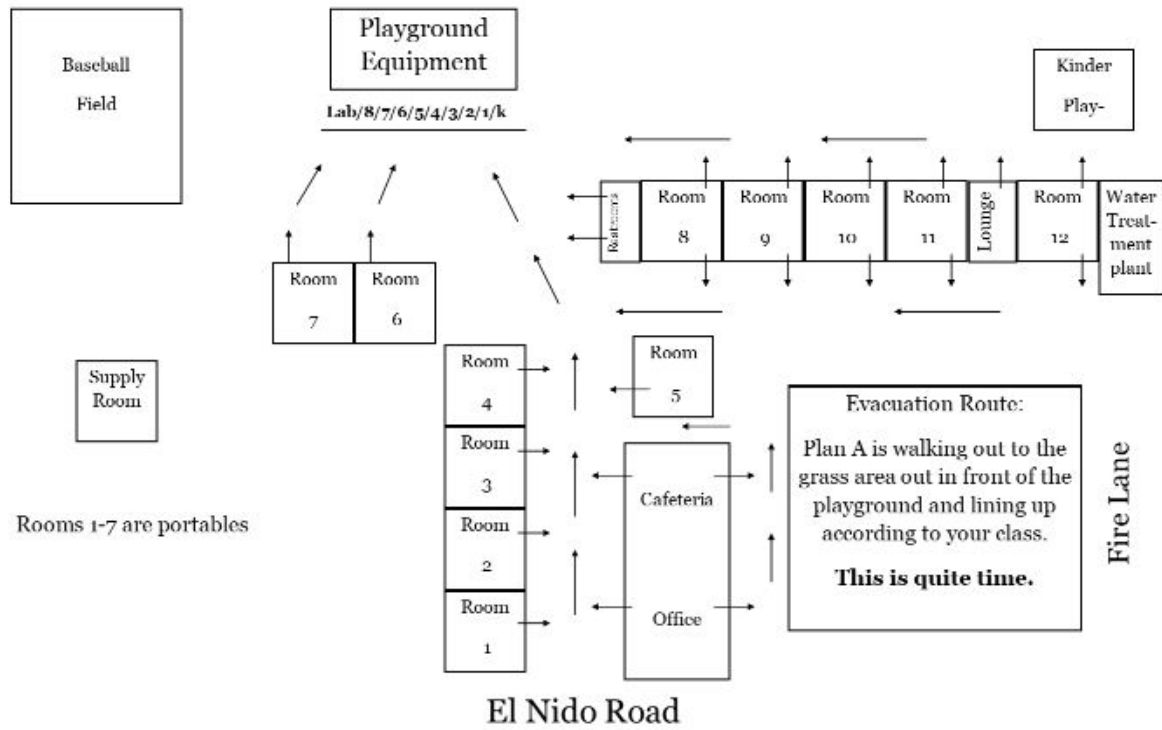 Baseball
Field
Playground
Equipment
Lab/8/7/6/5/4/3/2/1/k
Kinder
Play-
Restrooms
Room
8
Room
9
Room
10
Room
11
Lounge
Room
12
Water
Treat-
ment
plant
Room
7
Room
6
Supply
Room
Room
4
Room
5
Room
3
Room
2
Room
1
Cafeteria
Office
Evacuation Route:
Plan A is walking out to the
grass area out in front of the
playground and lining up
according to your class.
This is quite time.
Fire Lane
Rooms 1-7 are portables
El Nido Road